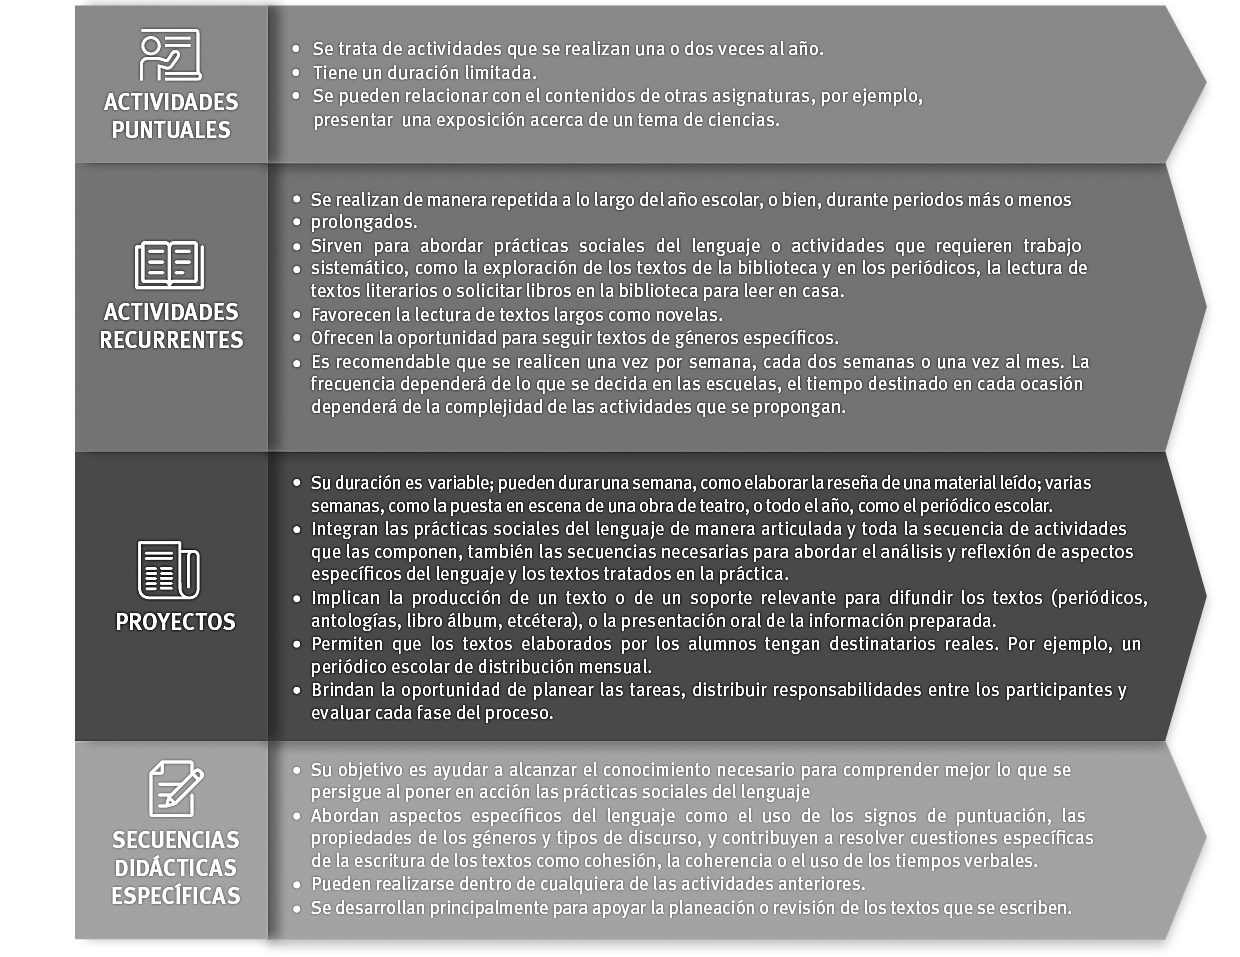 ACTIVIDADES
PUNTUALES
• Se trata de actividades que se realizan una o dos veces al año.
• Tiene un duración limitada.
• Se pueden relacionar con el contenidos de otras asignaturas, por ejemplo,
presentar una exposición acerca de un tema de ciencias.
ACTIVIDADES
RECURRENTES
• Se realizan de manera repetida a lo largo del año escolar, o bien, durante periodos más o menos
• prolongados.
• Sirven para abordar prácticas sociales del lenguaje o actividades que requieren trabajo
• sistemático, como la exploración de los textos de la biblioteca y en los periódicos, la lectura de
textos literarios o solicitar libros en la biblioteca para leer en casa.
• Favorecen la lectura de textos largos como novelas.
• Ofrecen la oportunidad para seguir textos de géneros específicos.
• Es recomendable que se realicen una vez por semana, cada dos semanas o una vez al mes. La
frecuencia dependerá de lo que se decida en las escuelas, el tiempo destinado en cada ocasión
dependerá de la complejidad de las actividades que se propongan.
PROYECTOS
• Su duración es variable; pueden durar una semana, como elaborar la reseña de una material leído; varias
semanas, como la puesta en escena de una obra de teatro, o todo el año, como el periódico escolar.
• Integran las prácticas sociales del lenguaje de manera articulada y toda la secuencia de actividades
que las componen, también las secuencias necesarias para abordar el análisis y reflexión de aspectos
específicos del lenguaje y los textos tratados en la práctica.
• Implican la producción de un texto o de un soporte relevante para difundir los textos (periódicos,
antologías, libro álbum, etcétera), o la presentación oral de la información preparada.
• Permiten que los textos elaborados por los alumnos tengan destinatarios reales. Por ejemplo, un
periódico escolar de distribución mensual.
• Brindan la oportunidad de planear las tareas, distribuir responsabilidades entre los participantes y
evaluar cada fase del proceso.
SECUENCIAS
DIDÁCTICAS
ESPECÍFICAS
• Su objetivo es ayudar a alcanzar el conocimiento necesario para comprender mejor lo que se
persigue al poner en acción las prácticas sociales del lenguaje
• Abordan aspectos específicos del lenguaje como el uso de los signos de puntuación, las
propiedades de los géneros y tipos de discurso, y contribuyen a resolver cuestiones específicas
de la escritura de los textos como cohesión, la coherencia o el uso de los tiempos verbales.
• Pueden realizarse dentro de cualquiera de las actividades anteriores.
• Se desarrollan principalmente para apoyar la planeación o revisión de los textos que se escriben.